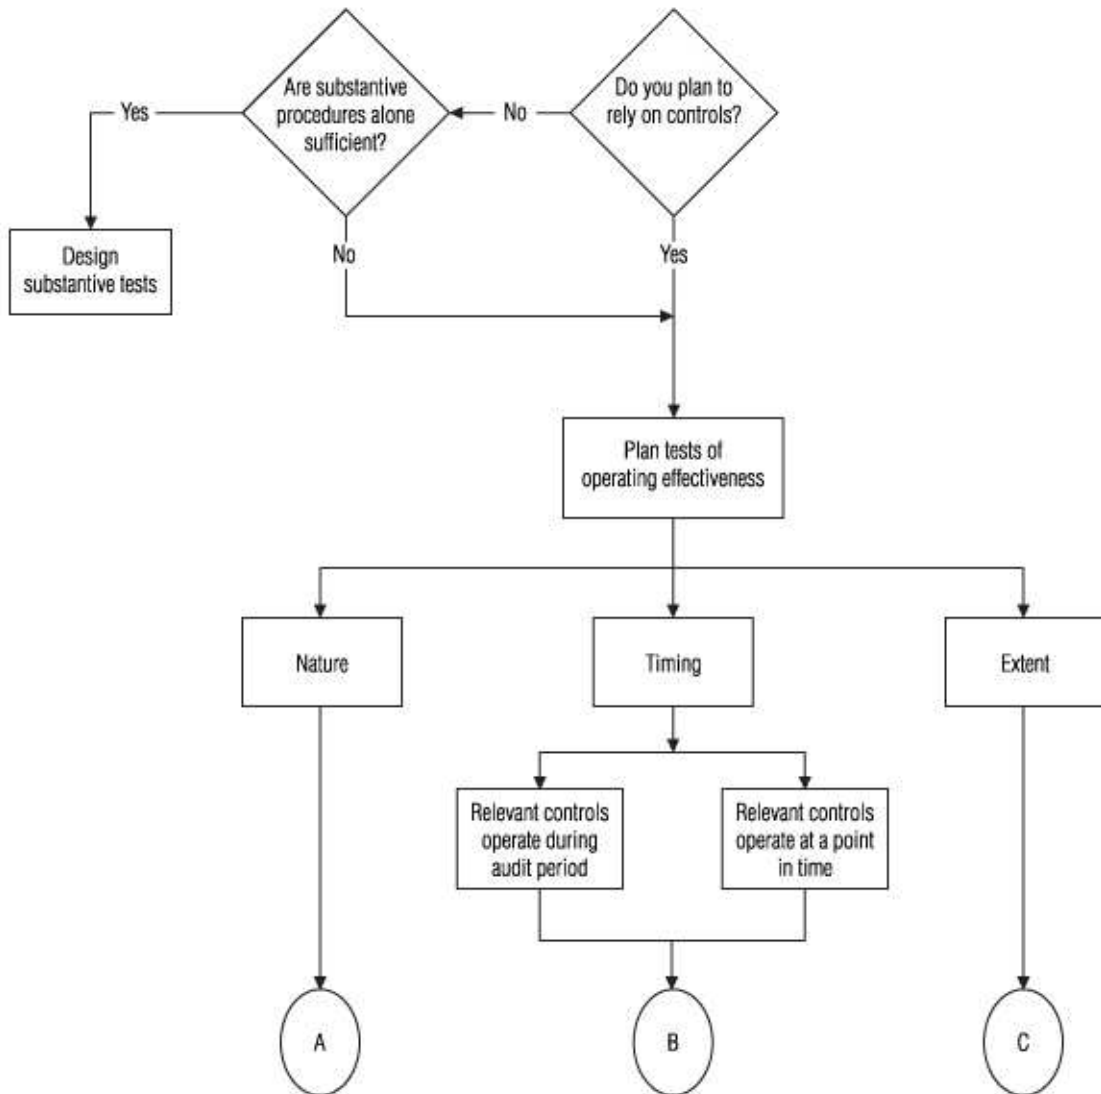 Are substantive
procedures alone
sufficient?
Do you plan to
rely on controls?
Yes
No
Design
substantive tests
No
Yes
Plan tests of
operating effectiveness
Nature
Timing
Extent
Relevant controls
operate during
audit period
Relevant controls
operate at a point
in time
A
B
C